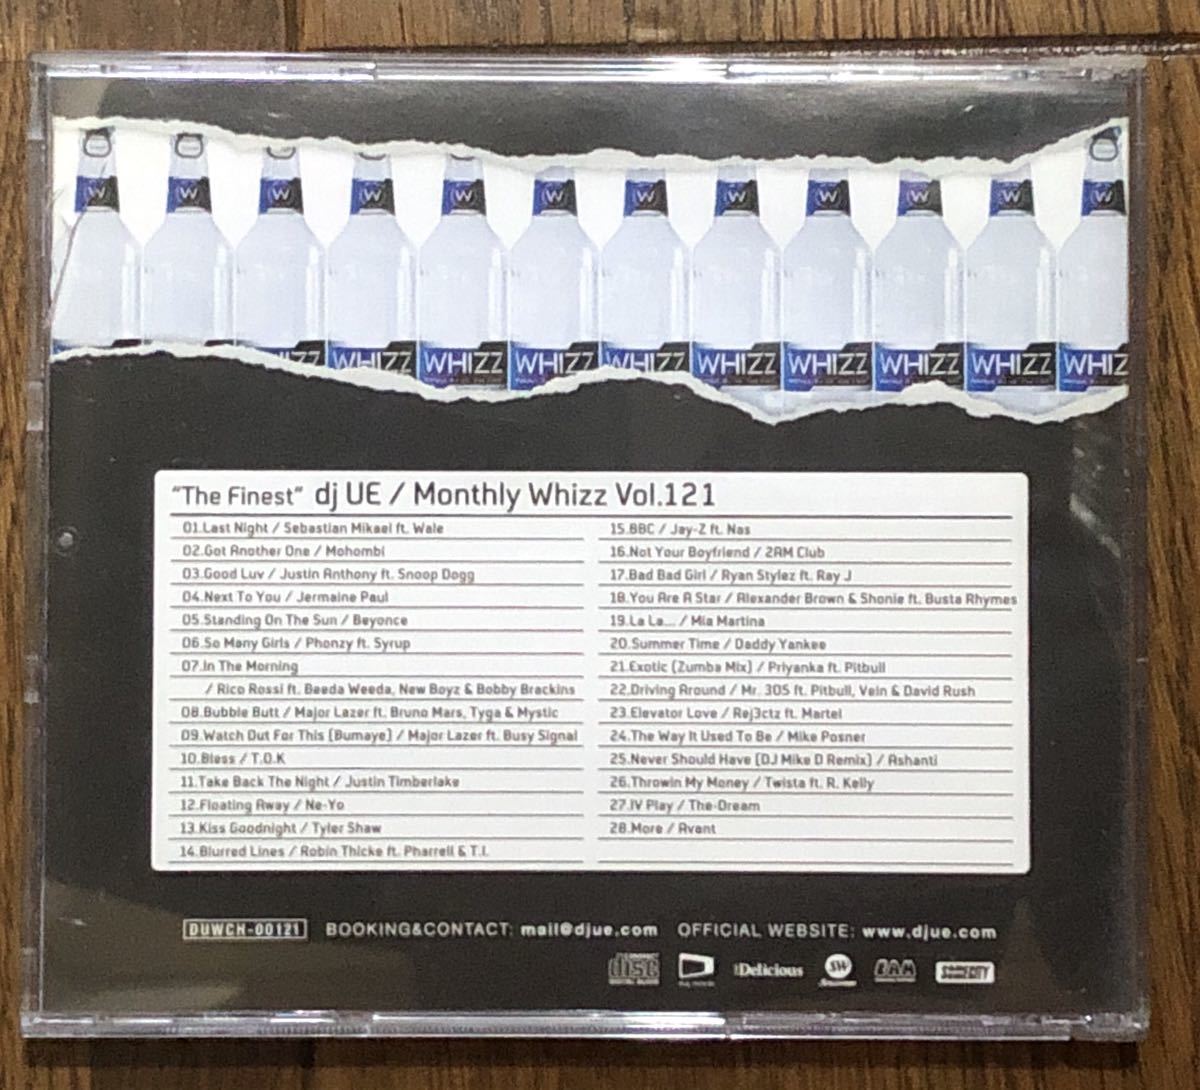 W W W W W W W W W W W W
WHIZZ WHIZZ WHIZZ WHIZZ WHIZZ WHIZZ WHIZZ WHIZZ WHIZ
"The Finest" dj UE / Monthly Whizz Vol.121
01.Last Night / Sebastian Mikael ft. Wale
02.Got Another One / Mohombi
03.Good Luv / Justin Anthony ft. Snoop Dogg
04.Next To You / Jermaine Paul
05.Standing On The Sun / Beyonce
06.So Many Girls / Phonzy ft. Syrup
07.In The Morning
/ Rico Rossi ft. Beeda Weeda, New Boyz & Bobby Brackins
08.Bubble Butt / Major Lazer ft. Bruno Mars, Tyga & Mystic
09.Watch Out For This (Bumaye) / Major Lazer ft. Busy Signal
10.Bless / T.O.K
11.Take Back The Night / Justin Timberlake
12.Floating Away / Ne-Yo
13.Kiss Goodnight / Tyler Shaw
14.Blurred Lines / Robin Thicke ft. Pharrell & T.I.
15.BBC / Jay-Z ft. Nas
16.Not Your Boyfriend / 2AM Club
17.Bad Bad Girl / Ryan Stylez ft. Ray J
18.You Are A Star / Alexander Brown & Shonie ft. Busta Rhymes
19.La La... / Mia Martina
20.Summer Time / Daddy Yankee
21.Exotic (Zumba Mix) / Priyanka ft. Pitbull
22.Driving Around / Mr. 305 ft. Pitbull, Vein & David Rush
23.Elevator Love / Rej3ctz ft. Martel
24.The Way It Used To Be / Mike Posner
25.Never Should Have (DJ Mike D Remix) / Ashanti
26.Throwin My Money / Twista ft. R. Kelly
27.IV Play / The-Dream
28.More / Avant
DUWCH-00121 BOOKING&CONTACT: mail@djue.com OFFICIAL WEBSITE: www.djue.com
COMPACT disc DIGITAL AUDIO Delicious SW